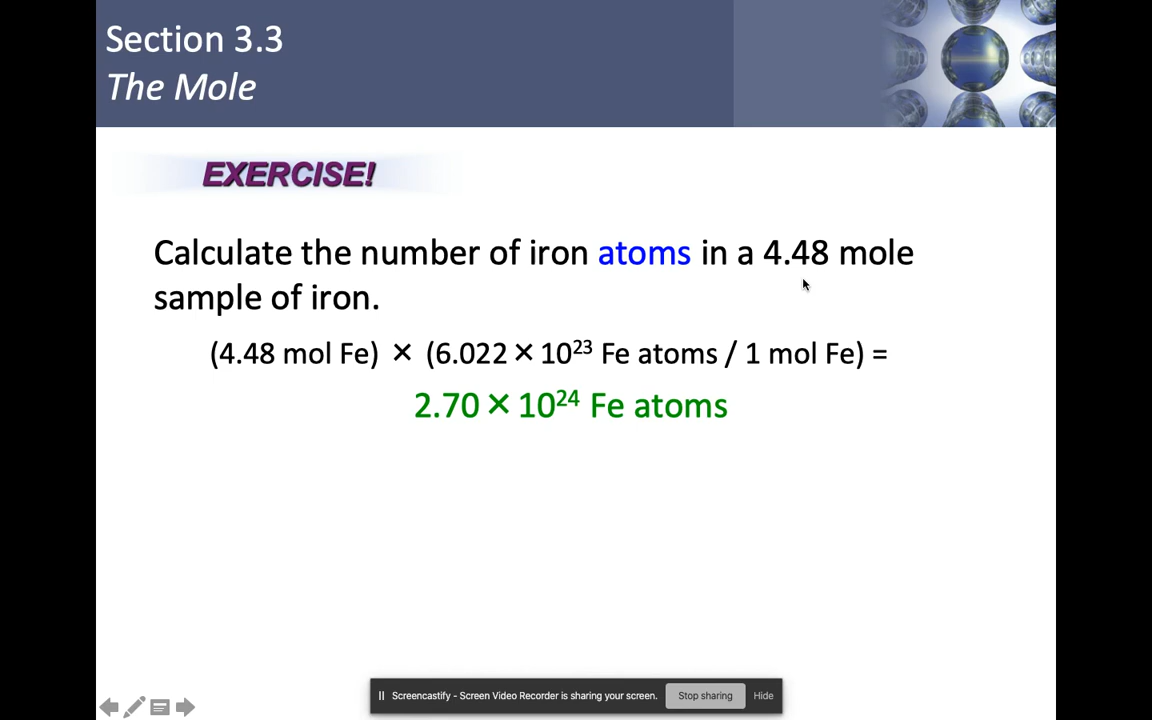 Section 3.3
The Mole
EXERCISE!
Calculate the number of iron atoms in a 4.48 mole
sample of iron.
(4.48 mol Fe) × (6.022 × 10²³ Fe atoms / 1 mol Fe) =
2.70 × 10²⁴ Fe atoms
Screencastify - Screen Video Recorder is sharing your screen. Stop sharing Hide